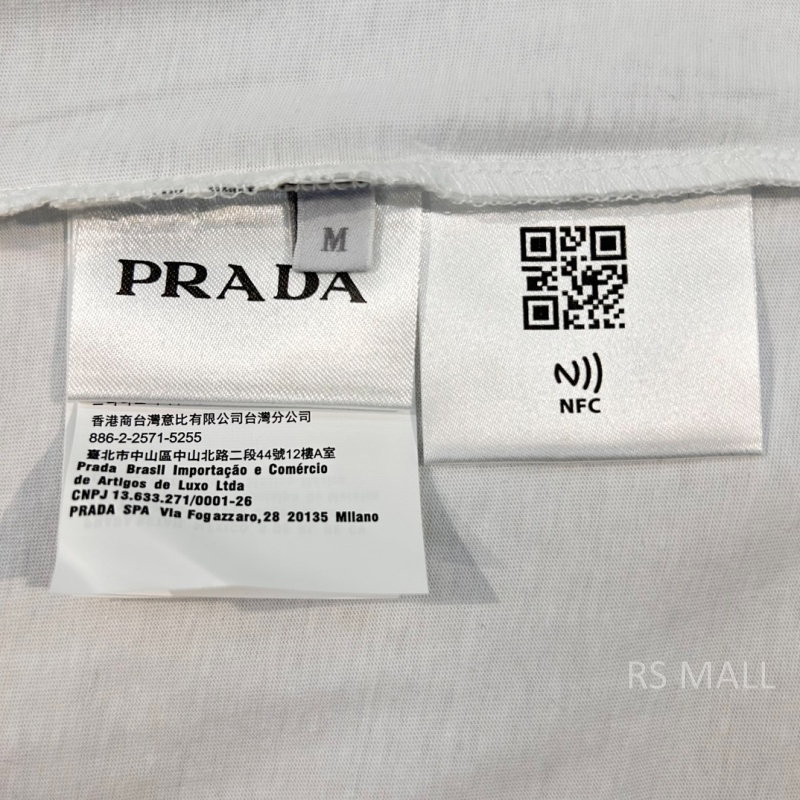 M
PRADA
NFC
香港商台灣意比有限公司台灣分公司
886-2-2571-5255
臺北市中山區中山北路二段44號12樓A室
Prada Brasil Importação e Comércio
de Artigos de Luxo Ltda
CNPJ 13.633.271/0001-26
PRADA SPA Via Fogazzaro,28 20135 Milano
RS MALL